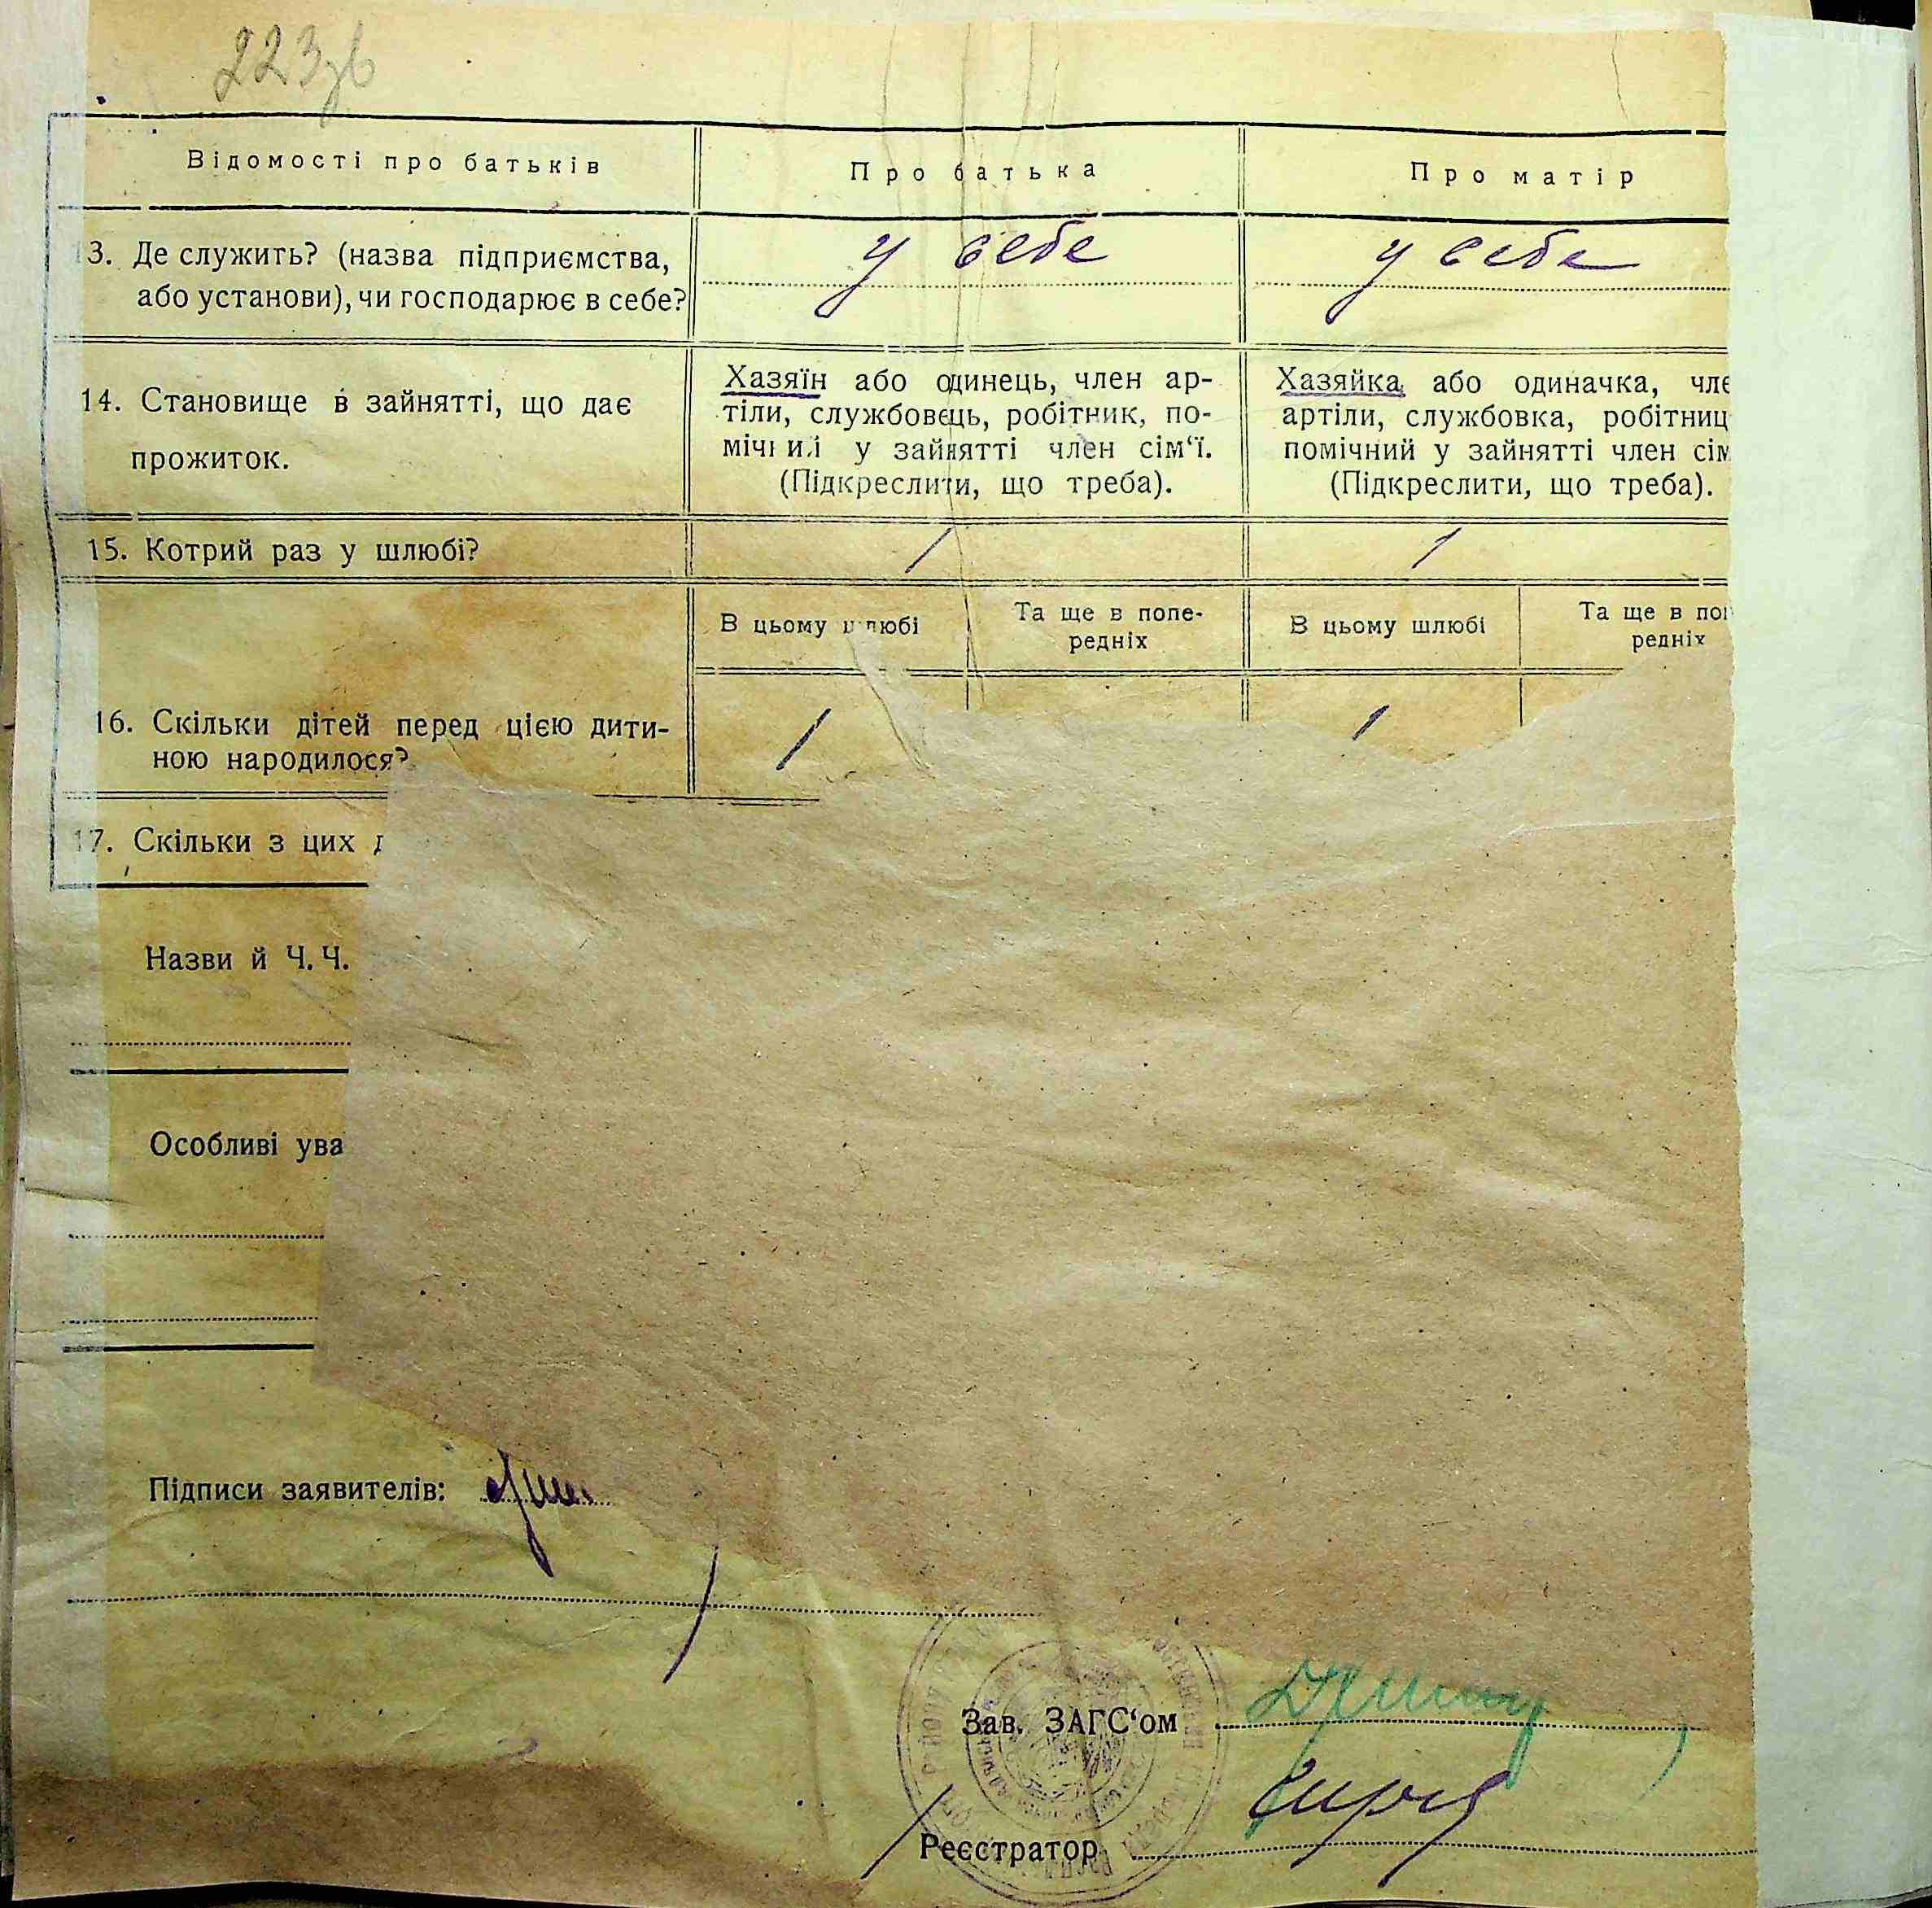 223зв
Відомості про батьків
Про батька
Про матір
3. Де служить? (назва підприємства,
або установи), чи господарює в себе?
у себе
у себе
14. Становище в зайнятті, що дає
прожиток.
Хазяїн або одинець, член ар-
тіли, службовець, робітник, по-
у зайнятті член сім‘ї.
(Підкреслити, що треба).
Хазяйка або одиначка, чле
артіли, службовка, робітниц
помічний у зайнятті член сім
(Підкреслити, що треба).
15. Котрий раз у шлюбі?
1
1
В цьому шлюбі
Та ще в попе-
редніх
В цьому шлюбі
Та ще в поп
редніх
16. Скільки дітей перед цією дити-
ною народилося?
1
1
17. Скільки з цих д
Назви й Ч. Ч.
Особливі ува
Підписи заявителів:
Зав. ЗАГС‘ом
Реєстратор